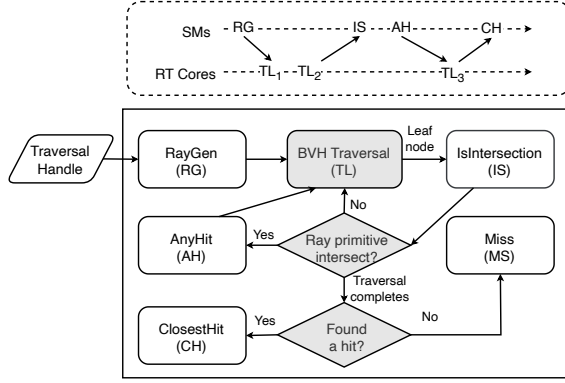 SMs RG IS AH CH
RT Cores TL1 TL2 TL3
Traversal
Handle
RayGen
(RG)
BVH Traversal
(TL)
Leaf
node
IsIntersection
(IS)
No
AnyHit
(AH)
Yes
Ray primitive
intersect?
Miss
(MS)
Traversal
completes
ClosestHit
(CH)
Yes
Found
a hit?
No